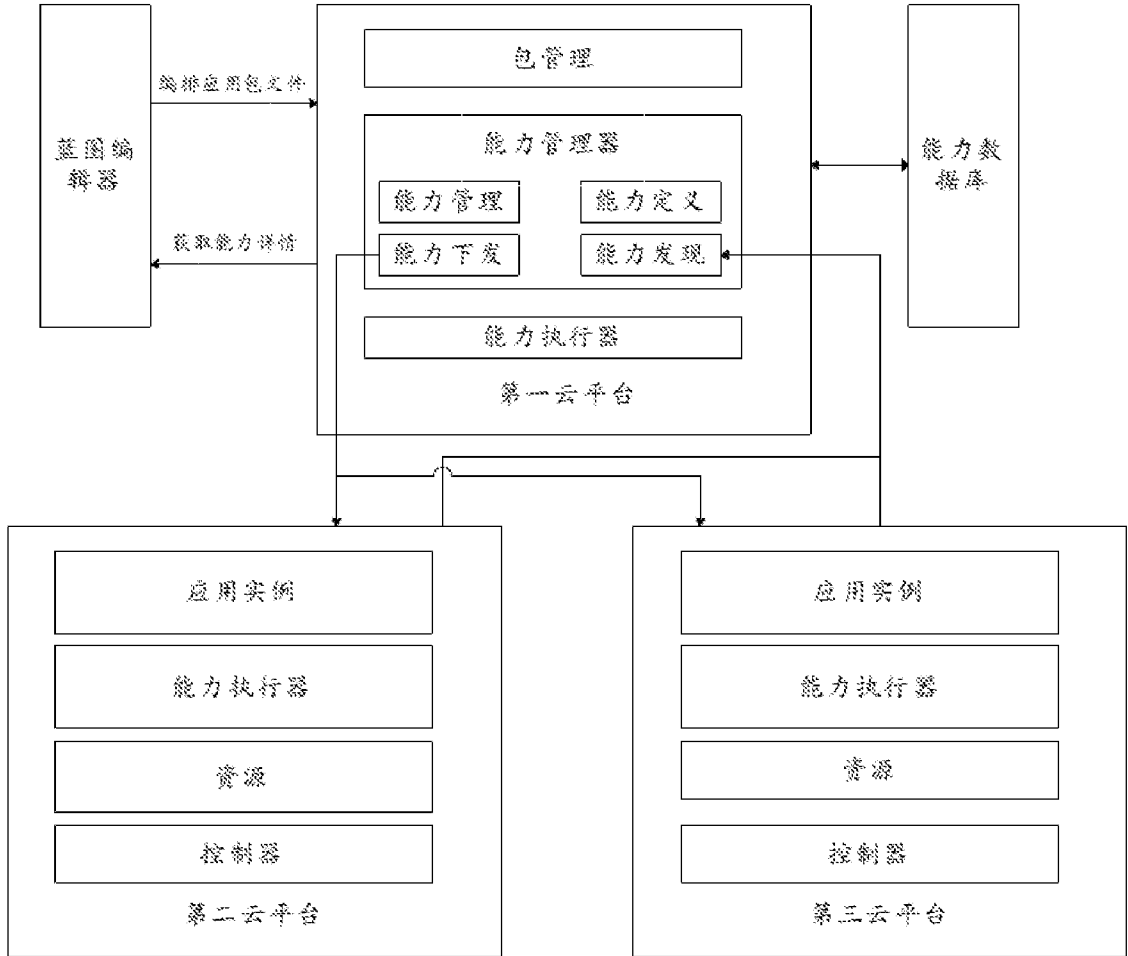 蓝图编
辑器
编排应用包文件
获取能力详情
包管理
能力管理器
能力管理
能力定义
能力下发
能力发现
能力执行器
第一云平台
能力数
据库
应用实例
能力执行器
资源
控制器
第二云平台
应用实例
能力执行器
资源
控制器
第三云平台